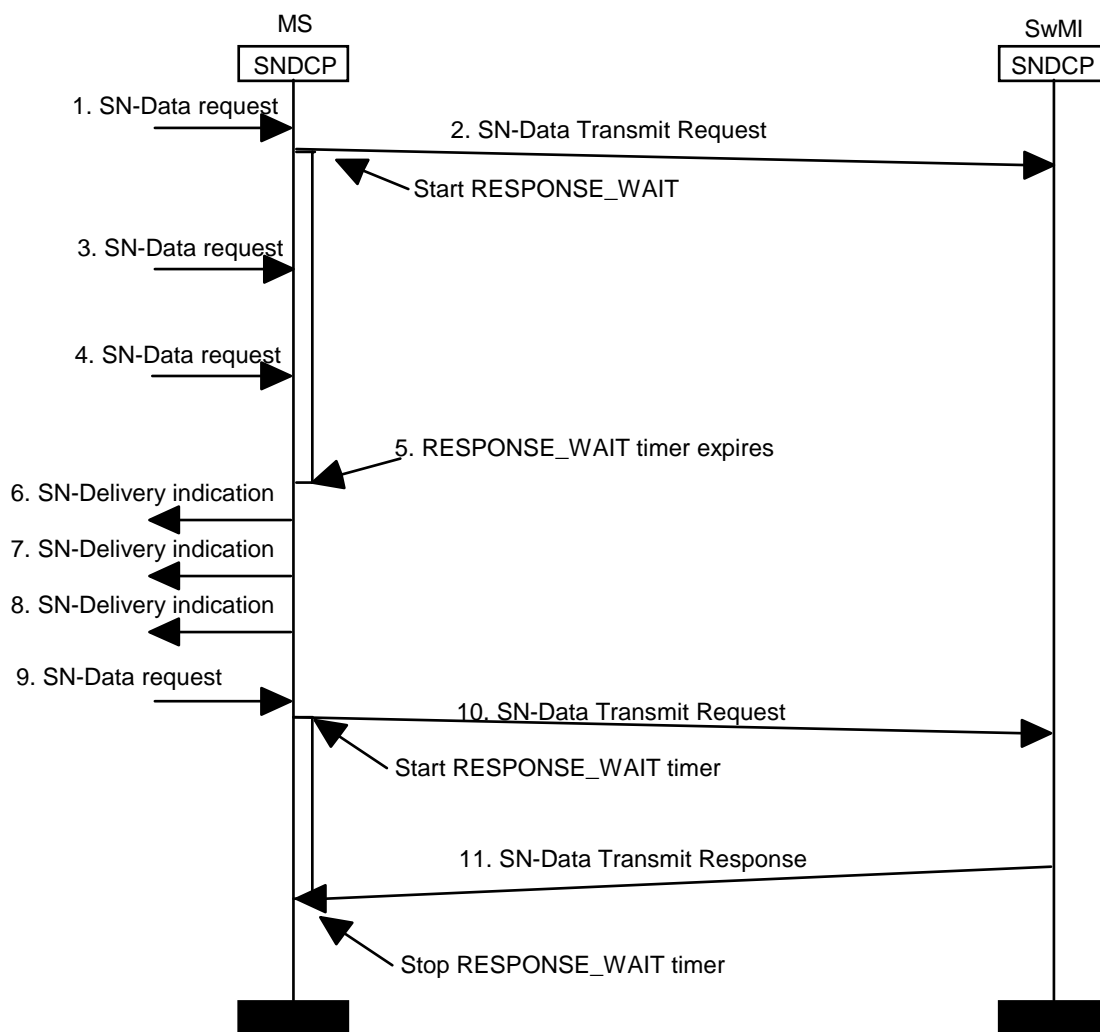 MS
SwMI
SNDCP
SNDCP
1. SN-Data request
2. SN-Data Transmit Request
Start RESPONSE_WAIT
3. SN-Data request
4. SN-Data request
5. RESPONSE_WAIT timer expires
6. SN-Delivery indication
7. SN-Delivery indication
8. SN-Delivery indication
9. SN-Data request
10. SN-Data Transmit Request
Start RESPONSE_WAIT timer
11. SN-Data Transmit Response
Stop RESPONSE_WAIT timer